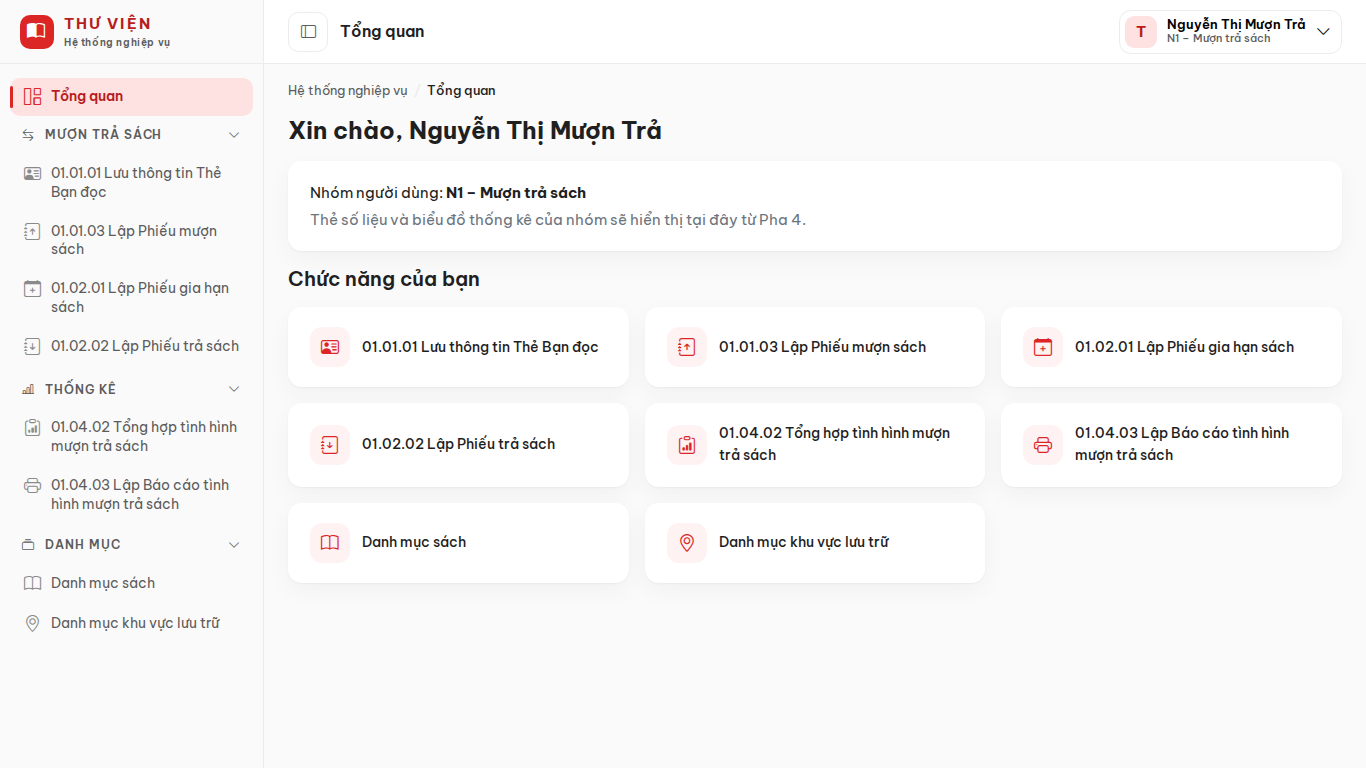 THƯ VIỆN
Hệ thống nghiệp vụ
Tổng quan
MƯỢN TRẢ SÁCH
01.01.01 Lưu thông tin Thẻ
Bạn đọc
01.01.03 Lập Phiếu mượn
sách
01.02.01 Lập Phiếu gia hạn
sách
01.02.02 Lập Phiếu trả sách
THỐNG KÊ
01.04.02 Tổng hợp tình hình
mượn trả sách
01.04.03 Lập Báo cáo tình
hình mượn trả sách
DANH MỤC
Danh mục sách
Danh mục khu vực lưu trữ
Tổng quan
T
Nguyễn Thị Mượn Trả
N1 – Mượn trả sách
Hệ thống nghiệp vụ / Tổng quan
Xin chào, Nguyễn Thị Mượn Trả
Nhóm người dùng: N1 – Mượn trả sách
Thẻ số liệu và biểu đồ thống kê của nhóm sẽ hiển thị tại đây từ Pha 4.
Chức năng của bạn
01.01.01 Lưu thông tin Thẻ Bạn đọc
01.01.03 Lập Phiếu mượn sách
01.02.01 Lập Phiếu gia hạn sách
01.02.02 Lập Phiếu trả sách
01.04.02 Tổng hợp tình hình mượn
trả sách
01.04.03 Lập Báo cáo tình hình
mượn trả sách
Danh mục sách
Danh mục khu vực lưu trữ